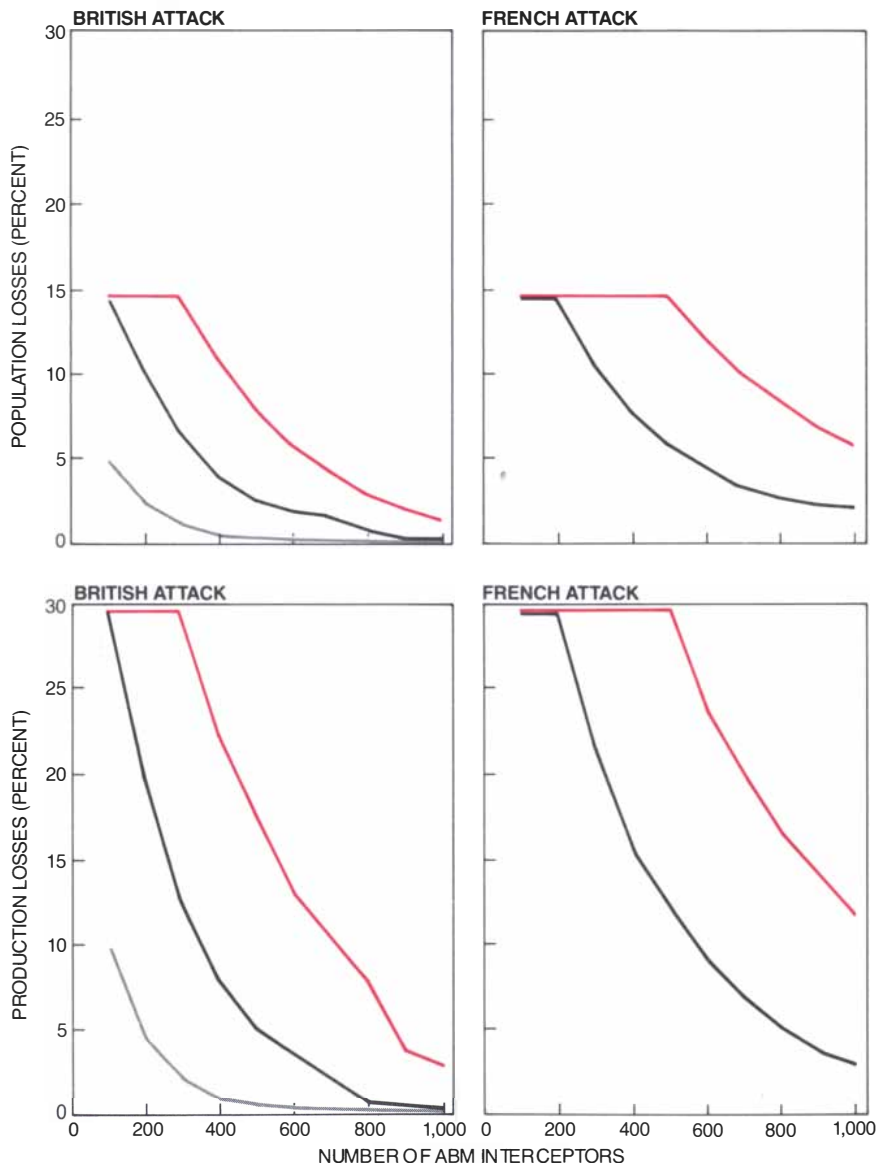 BRITISH ATTACK
FRENCH ATTACK
30
25
20
15
10
5
0
POPULATION LOSSES (PERCENT)
BRITISH ATTACK
FRENCH ATTACK
30
25
20
15
10
5
0
PRODUCTION LOSSES (PERCENT)
0 200 400 600 800 1,000
0 200 400 600 800 1,000
NUMBER OF ABM INTERCEPTORS